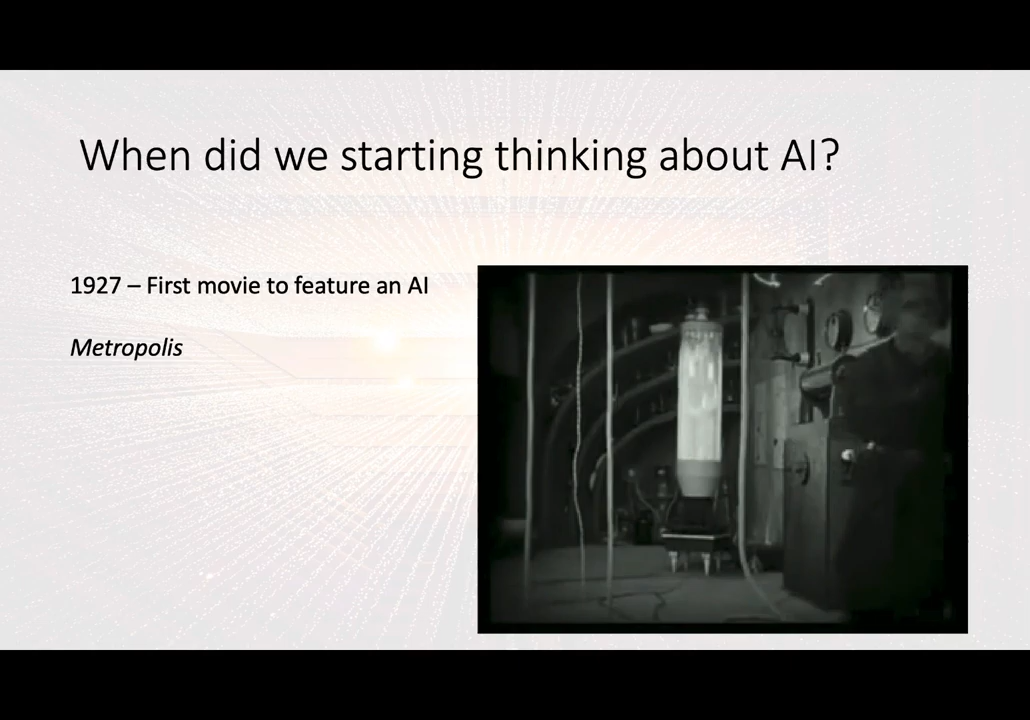 When did we starting thinking about AI?
1927 – First movie to feature an AI
Metropolis